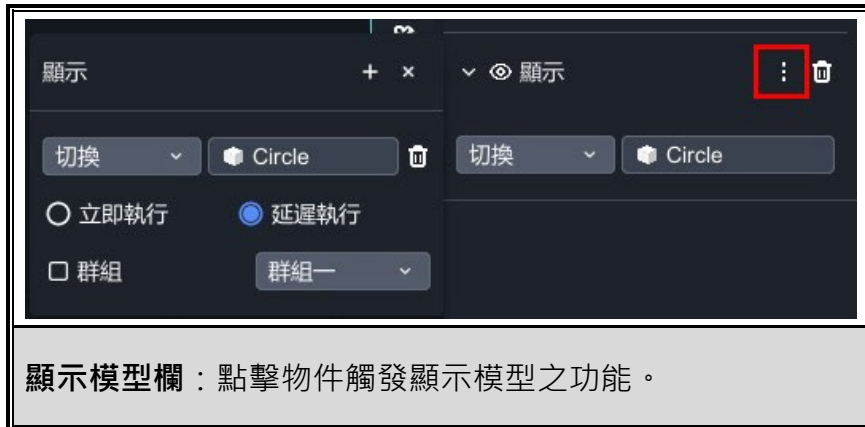 顯示 + ×
切換 Circle
立即執行 延遲執行
群組 群組一
顯示
切換 Circle
顯示模型欄：點擊物件觸發顯示模型之功能。